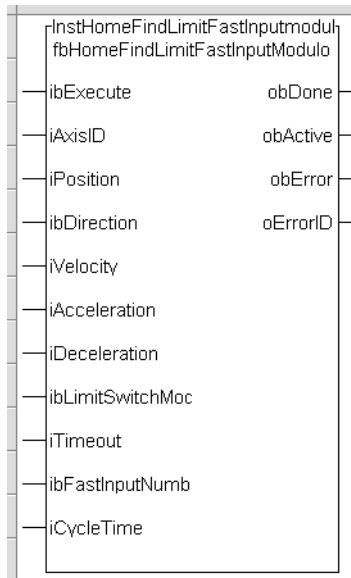 InstHomeFindLimitFastInputmodul
fbHomeFindLimitFastInputModulo
ibExecute obDone
iAxisID obActive
iPosition obError
ibDirection oErrorID
iVelocity
iAcceleration
iDeceleration
ibLimitSwitchMoc
iTimeout
ibFastInputNumb
iCycleTime